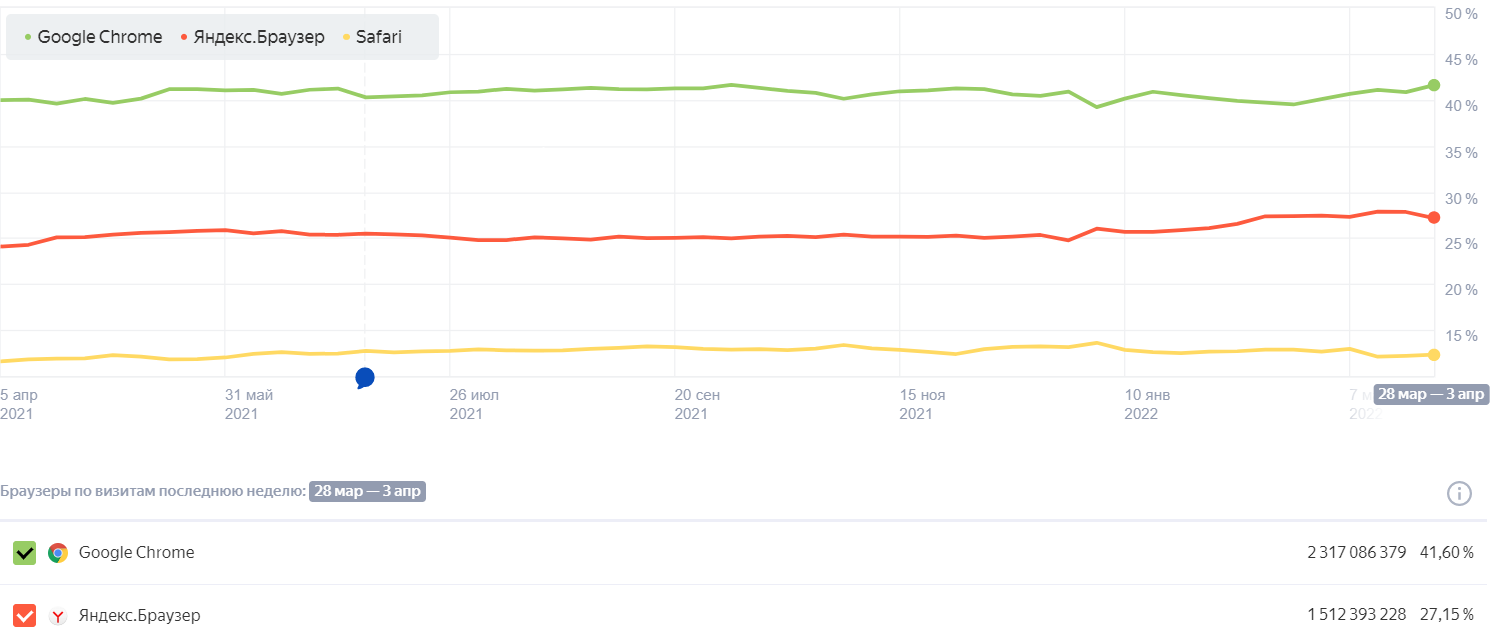 Google Chrome Яндекс.Браузер Safari
50 %
45 %
40 %
35 %
30 %
25 %
20 %
15 %
5 апр 31 май 26 июл 20 сен 15 ноя 10 янв 7 28 мар — 3 апр
2021 2021 2021 2021 2021 2022 2022
Браузеры по визитам последнюю неделю: 28 мар — 3 апр
Google Chrome 2 317 086 379 41,60 %
Яндекс.Браузер 1 512 393 228 27,15 %